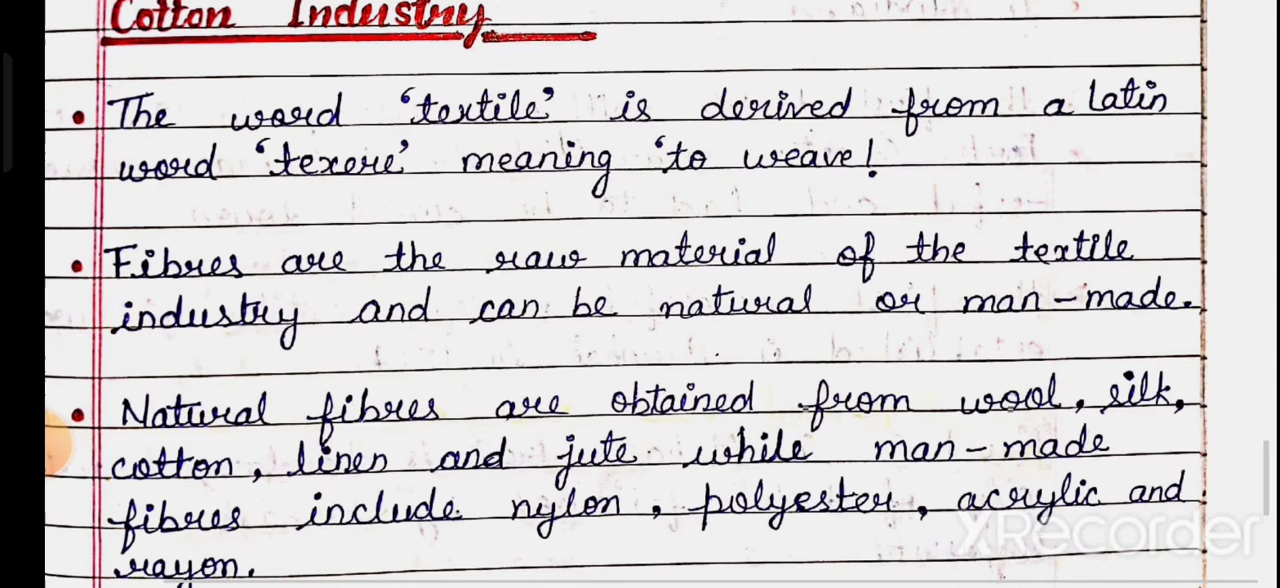 Cotton Industry
• The word ‘textile’ is derived from a latin
word ‘texere’ meaning ‘to weave’.
• Fibres are the raw material of the textile
industry and can be natural or man-made.
• Natural fibres are obtained from wool, silk,
cotton, linen and jute while man-made
fibres include nylon, polyester, acrylic and
rayon.
XRecorder